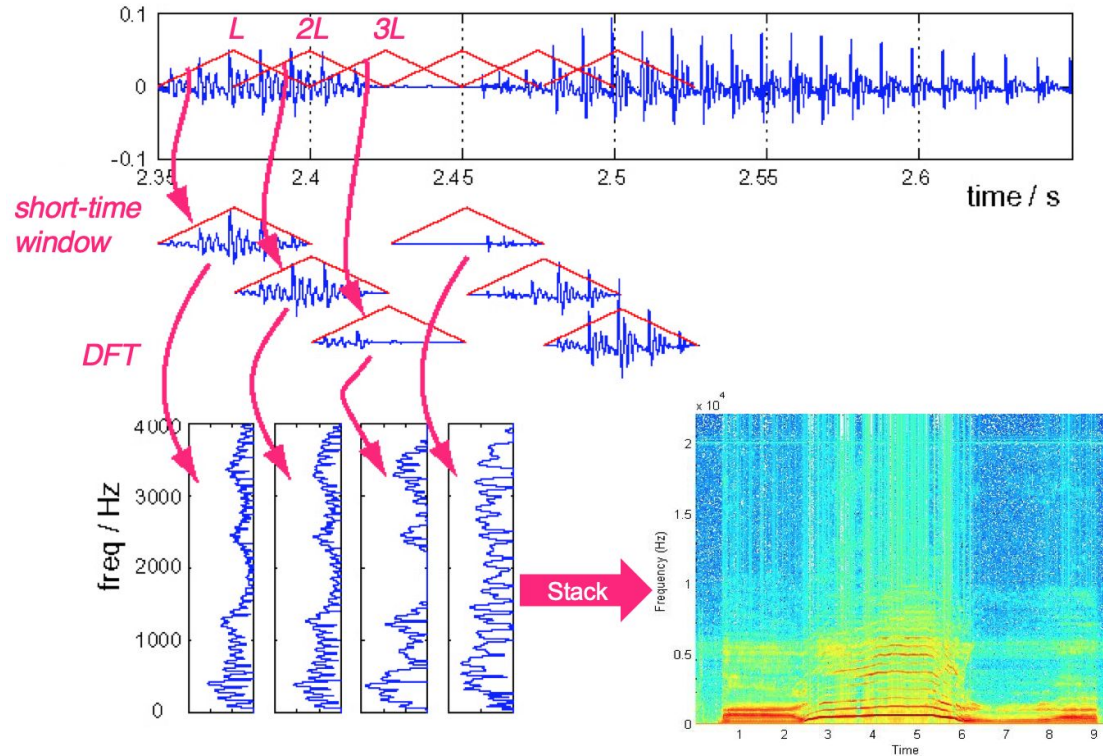 0.1
L 2L 3L
0
-0.1
2.35 2.4 2.45 2.5 2.55 2.6
time / s
short-time
window
DFT
freq / Hz
4000
3000
2000
1000
0
Stack
x 10^4
2
1.5
1
0.5
0
Frequency (Hz)
1 2 3 4 5 6 7 8 9
Time